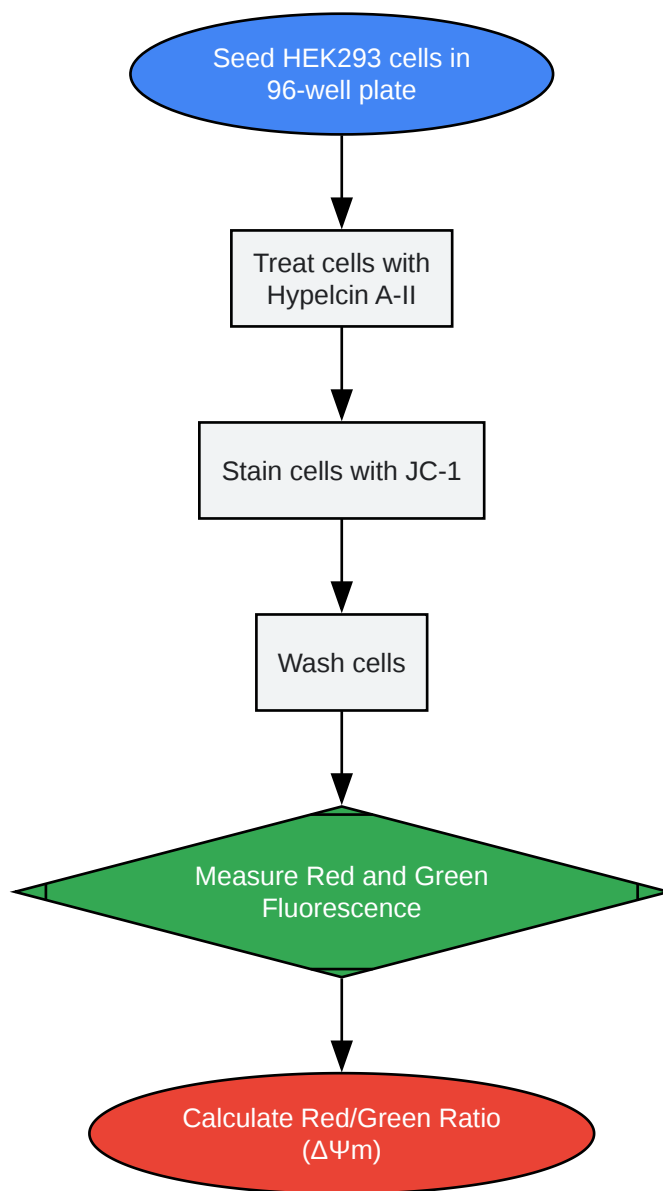 Seed HEK293 cells in
96-well plate
Treat cells with
Hypelcin A-II
Stain cells with JC-1
Wash cells
Measure Red and Green
Fluorescence
Calculate Red/Green Ratio
(ΔΨm)